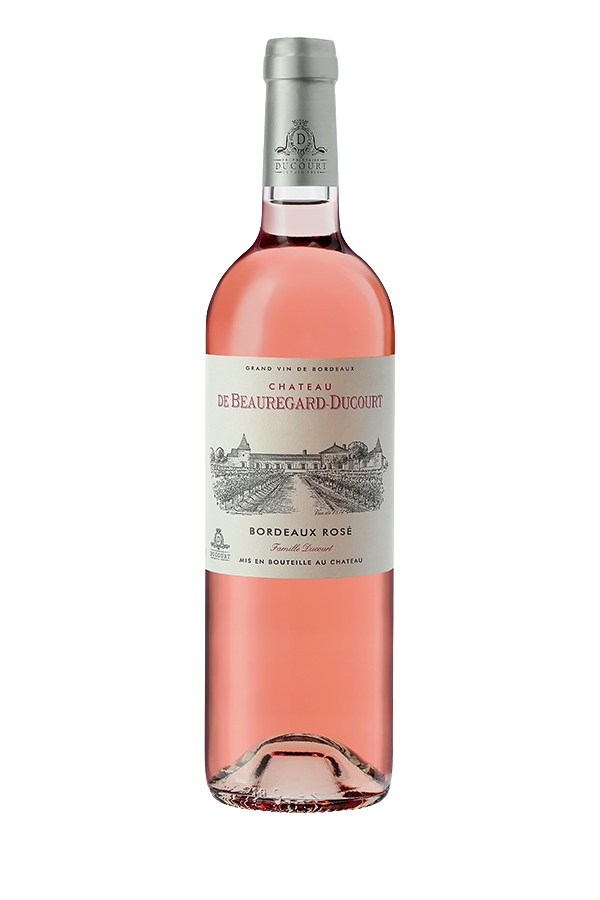 D
PROPRIETAIRE
DUCOURT
GRAND VIN DE BORDEAUX
CHATEAU
DE BEAUREGARD-DUCOURT
BORDEAUX ROSÉ
Famille Ducourt
DUCOURT
MIS EN BOUTEILLE AU CHATEAU